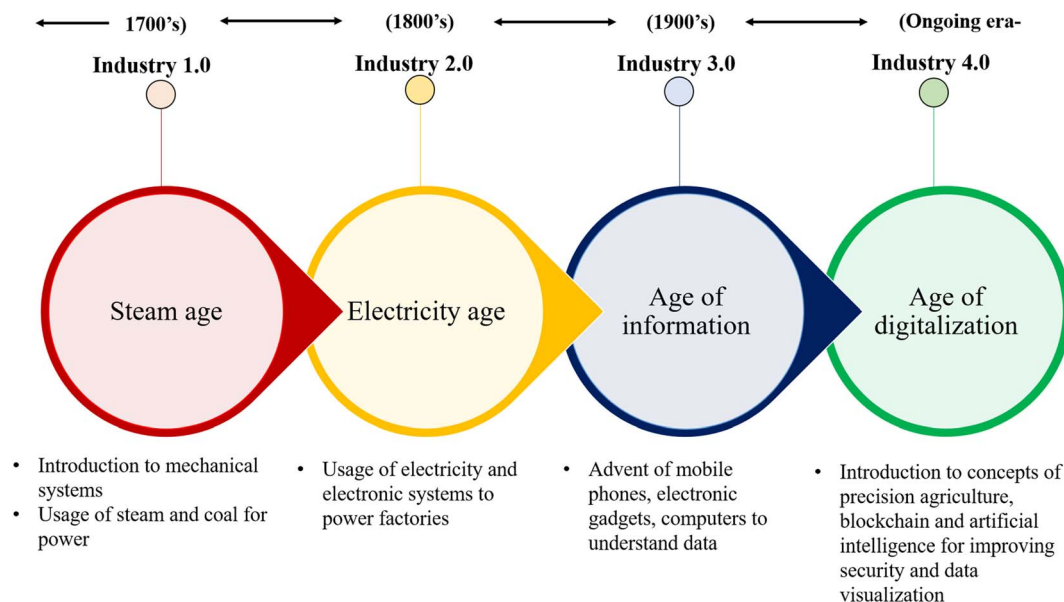 1700's)
(1800's)
(1900's)
(Ongoing era-
Industry 1.0
Industry 2.0
Industry 3.0
Industry 4.0
Steam age
Electricity age
Age of
information
Age of
digitalization
• Introduction to mechanical
systems
• Usage of steam and coal for
power
• Usage of electricity and
electronic systems to
power factories
• Advent of mobile
phones, electronic
gadgets, computers to
understand data
• Introduction to concepts of
precision agriculture,
blockchain and artificial
intelligence for improving
security and data
visualization